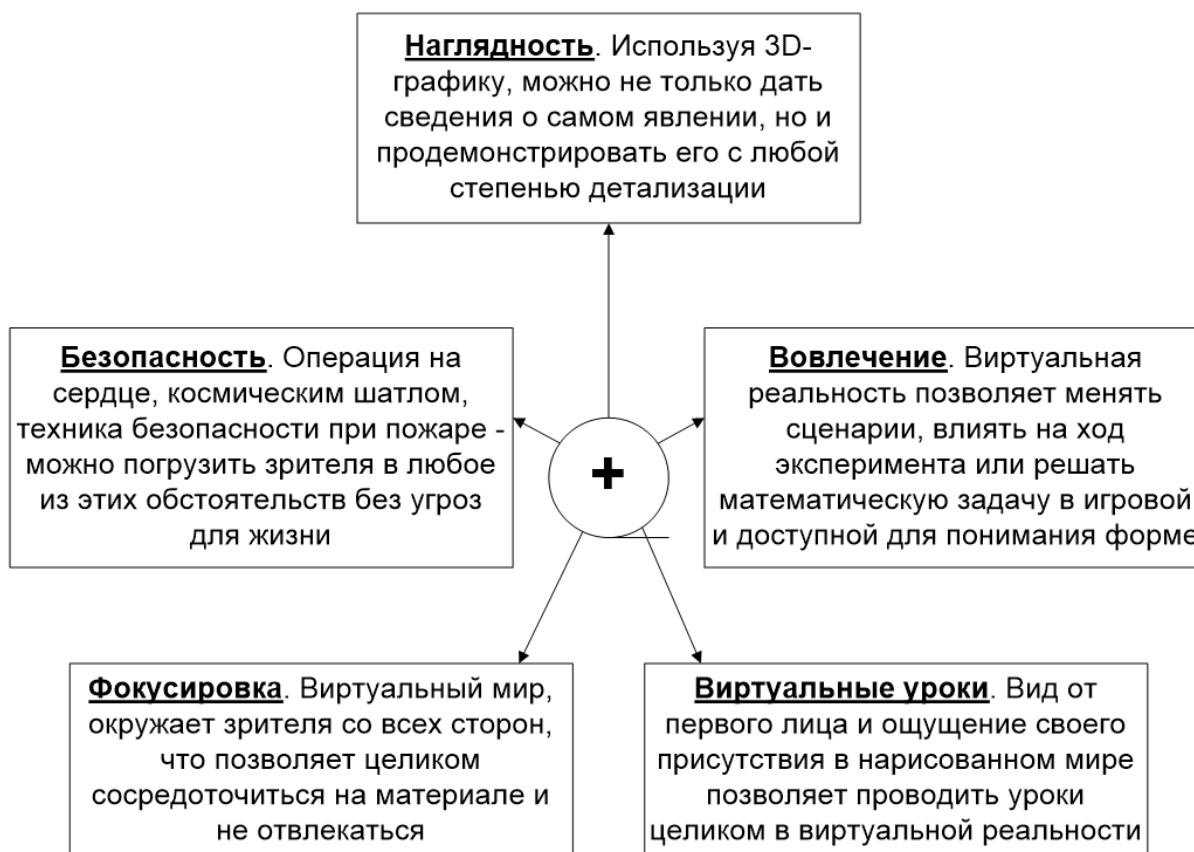 Наглядность. Используя 3D-
графику, можно не только дать
сведения о самом явлении, но и
продемонстрировать его с любой
степенью детализации
Безопасность. Операция на
сердце, космическим шатлом,
техника безопасности при пожаре -
можно погрузить зрителя в любое
из этих обстоятельств без угроз
для жизни
Вовлечение. Виртуальная
реальность позволяет менять
сценарии, влиять на ход
эксперимента или решать
математическую задачу в игровой
и доступной для понимания форме
+
Фокусировка. Виртуальный мир,
окружает зрителя со всех сторон,
что позволяет целиком
сосредоточиться на материале и
не отвлекаться
Виртуальные уроки. Вид от
первого лица и ощущение своего
присутствия в нарисованном мире
позволяет проводить уроки
целиком в виртуальной реальности